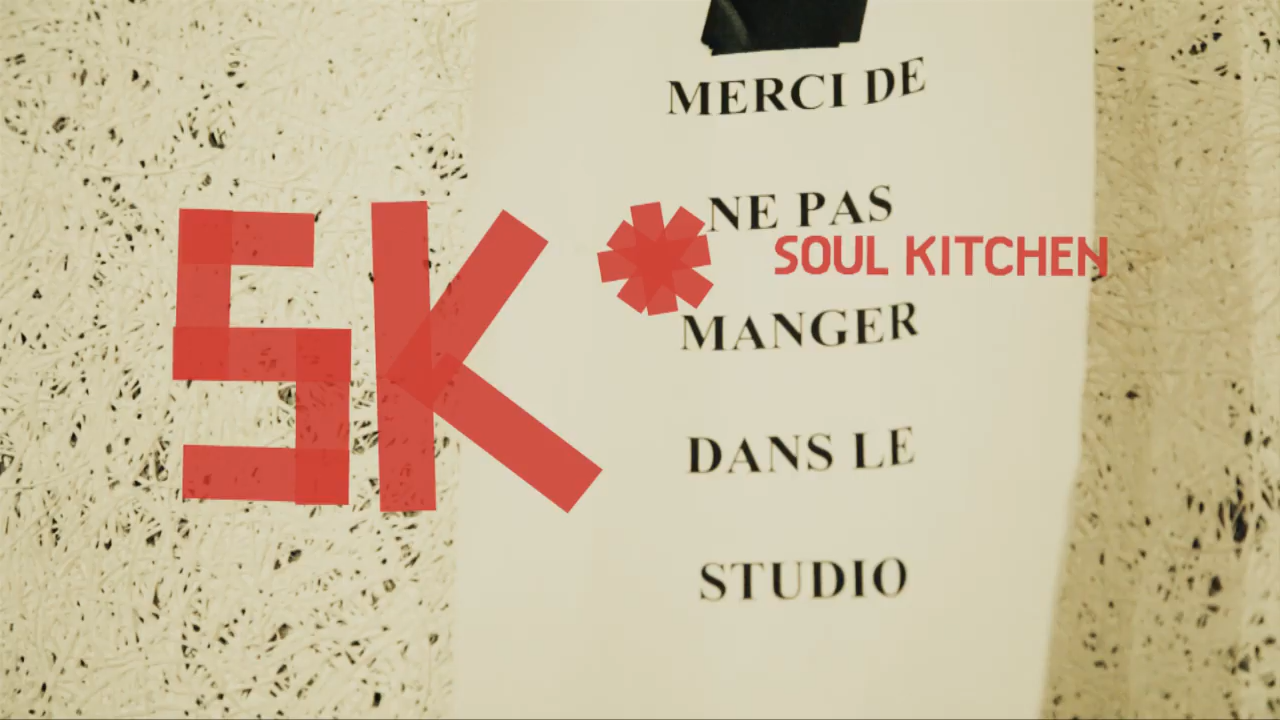 MERCI DE
NE PAS
SK* SOUL KITCHEN
MANGER
DANS LE
STUDIO